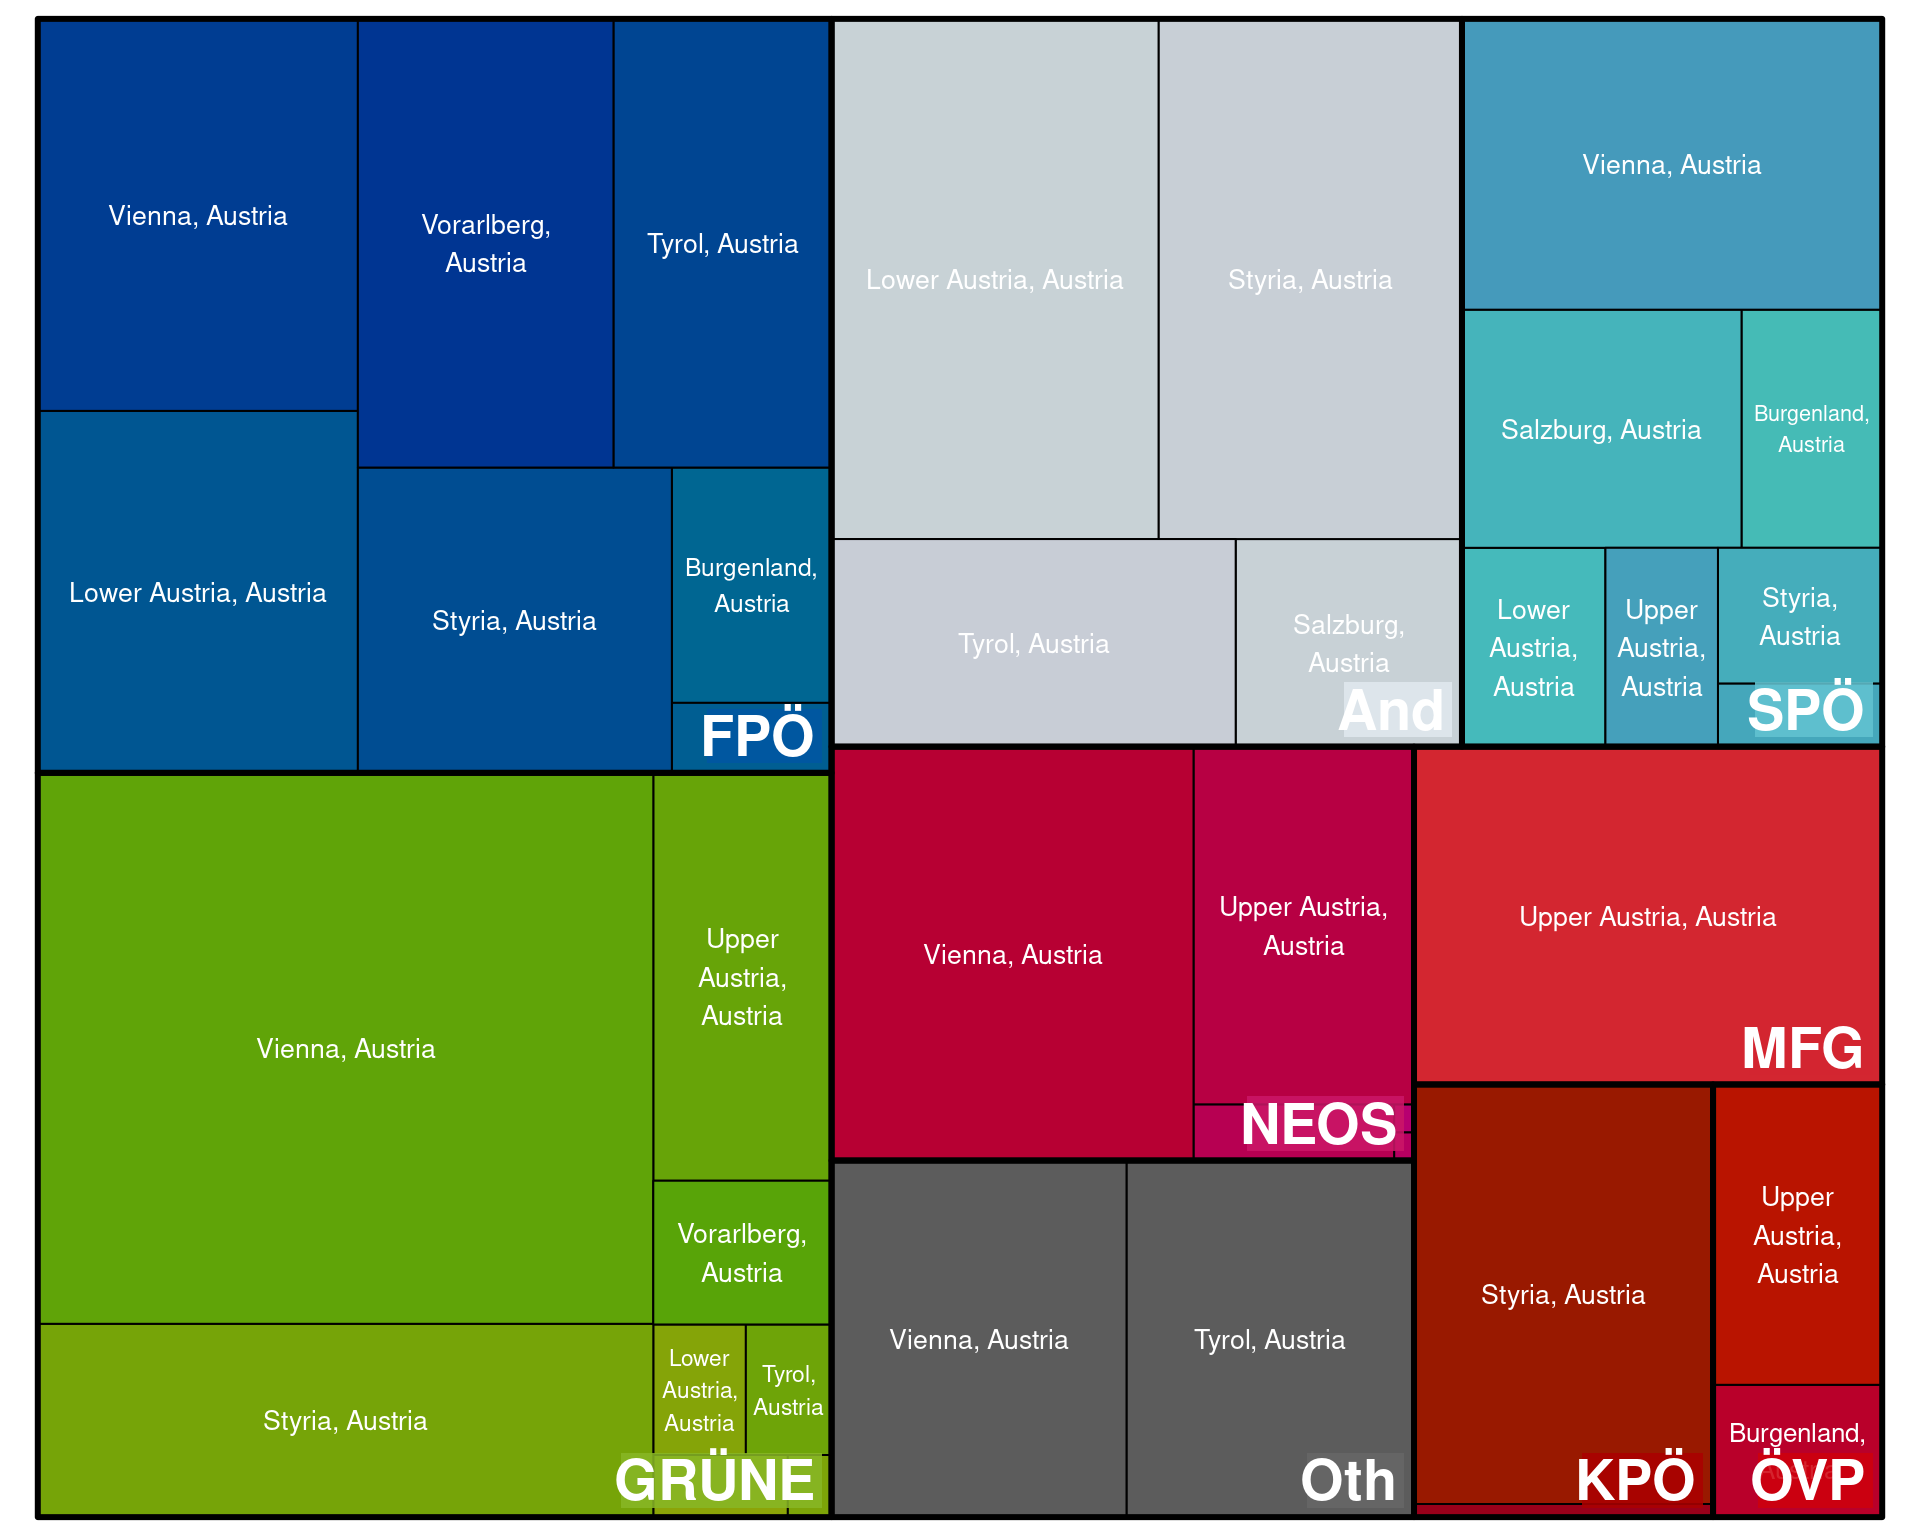 Vienna, Austria
Vorarlberg,
Austria
Tyrol, Austria
Lower Austria, Austria
Styria, Austria
Burgenland,
Austria
FPÖ
Lower Austria, Austria
Styria, Austria
Tyrol, Austria
Salzburg,
Austria
And
Vienna, Austria
Salzburg, Austria
Burgenland,
Austria
Lower
Austria,
Austria
Upper
Austria,
Austria
Styria,
Austria
SPÖ
Vienna, Austria
Upper
Austria,
Austria
Vorarlberg,
Austria
Styria, Austria
Lower
Austria,
Austria
Tyrol,
Austria
GRÜNE
Vienna, Austria
Upper Austria,
Austria
NEOS
Upper Austria, Austria
MFG
Vienna, Austria
Tyrol, Austria
Oth
Styria, Austria
KPÖ
Upper
Austria,
Austria
Burgenland,
ÖVP